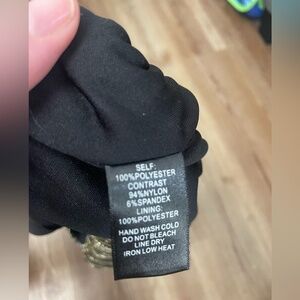 SELF:
100%POLYESTER
CONTRAST
94%NYLON
6%SPANDEX
LINING:
100%POLYESTER
HAND WASH COLD
DO NOT BLEACH
LINE DRY
IRON LOW HEAT